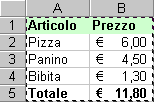 A B
1 Articolo Prezzo
2 Pizza € 6,00
3 Panino € 4,50
4 Bibita € 1,30
5 Totale € 11,80